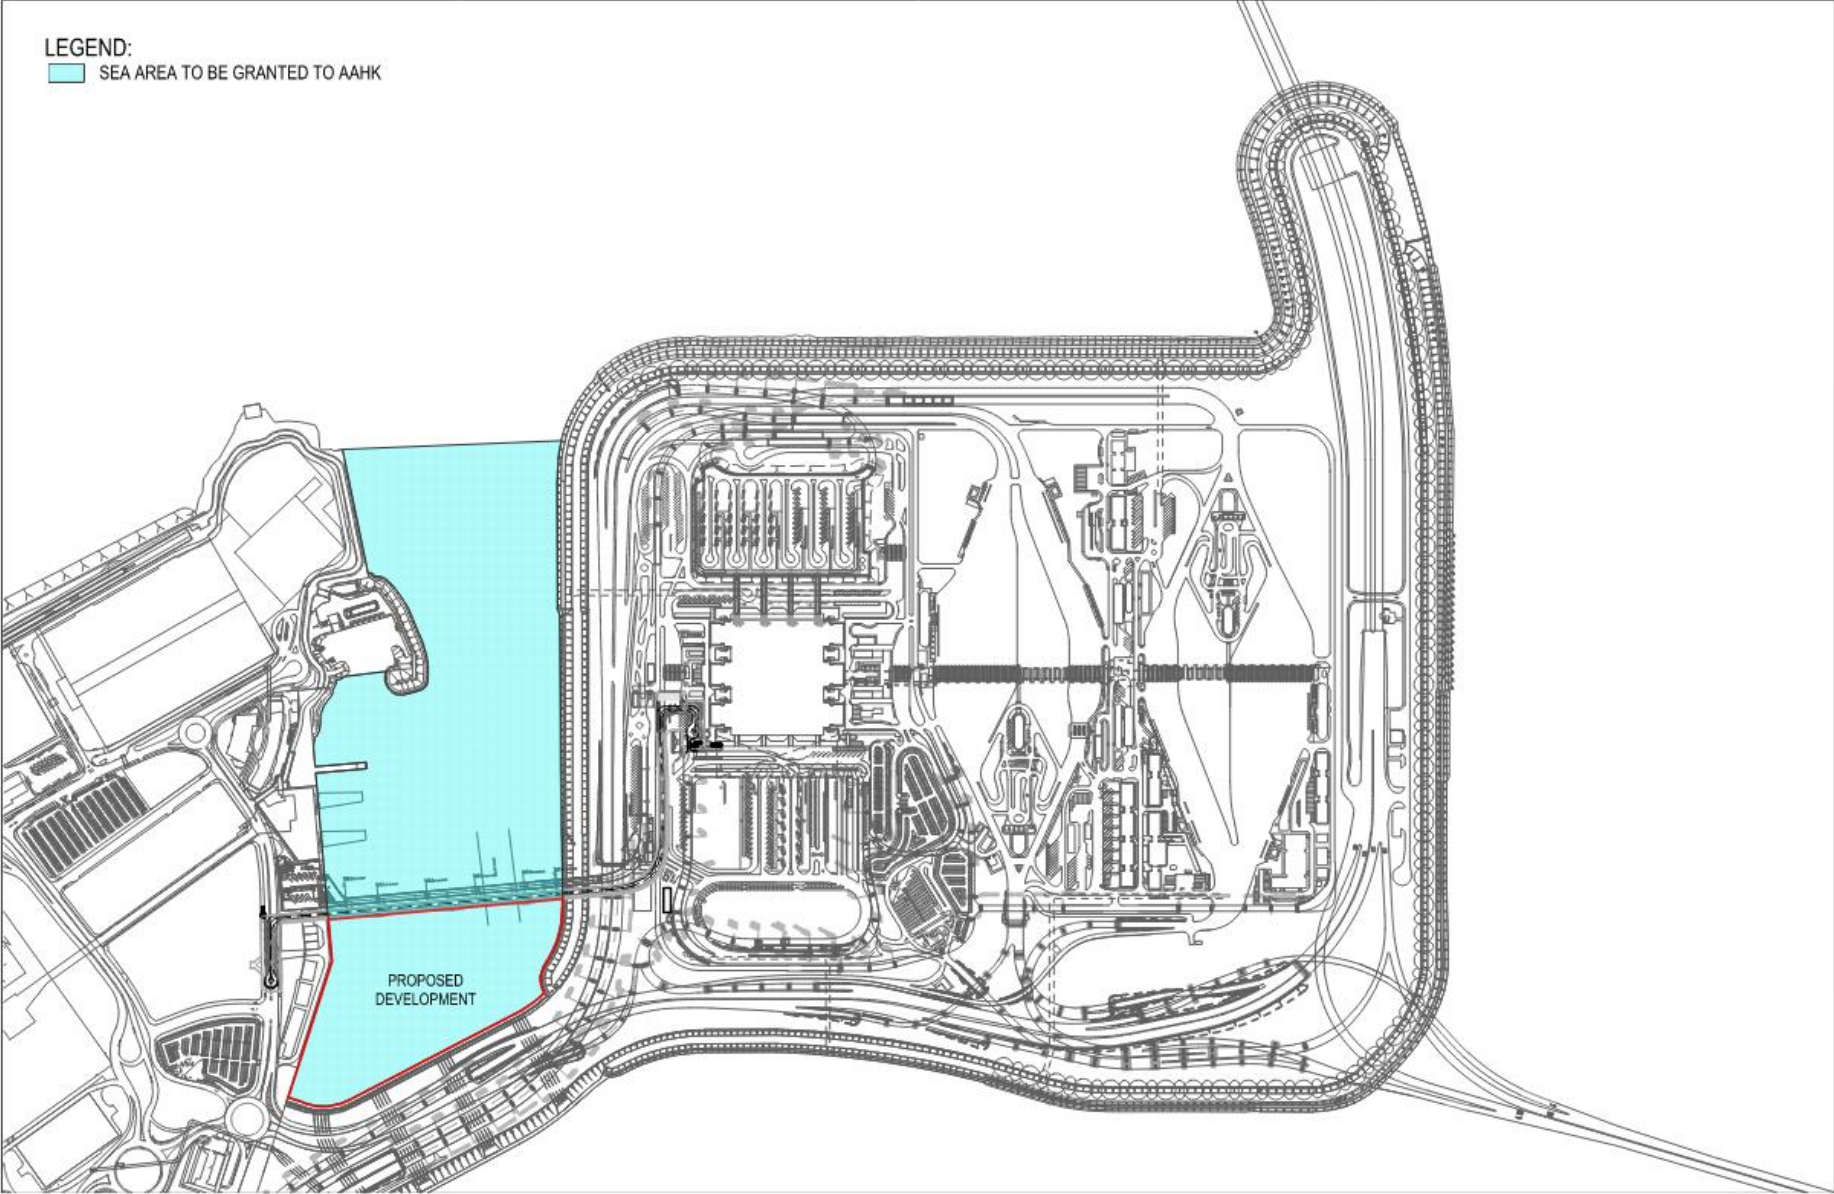 LEGEND:
SEA AREA TO BE GRANTED TO AAHK
PROPOSED
DEVELOPMENT